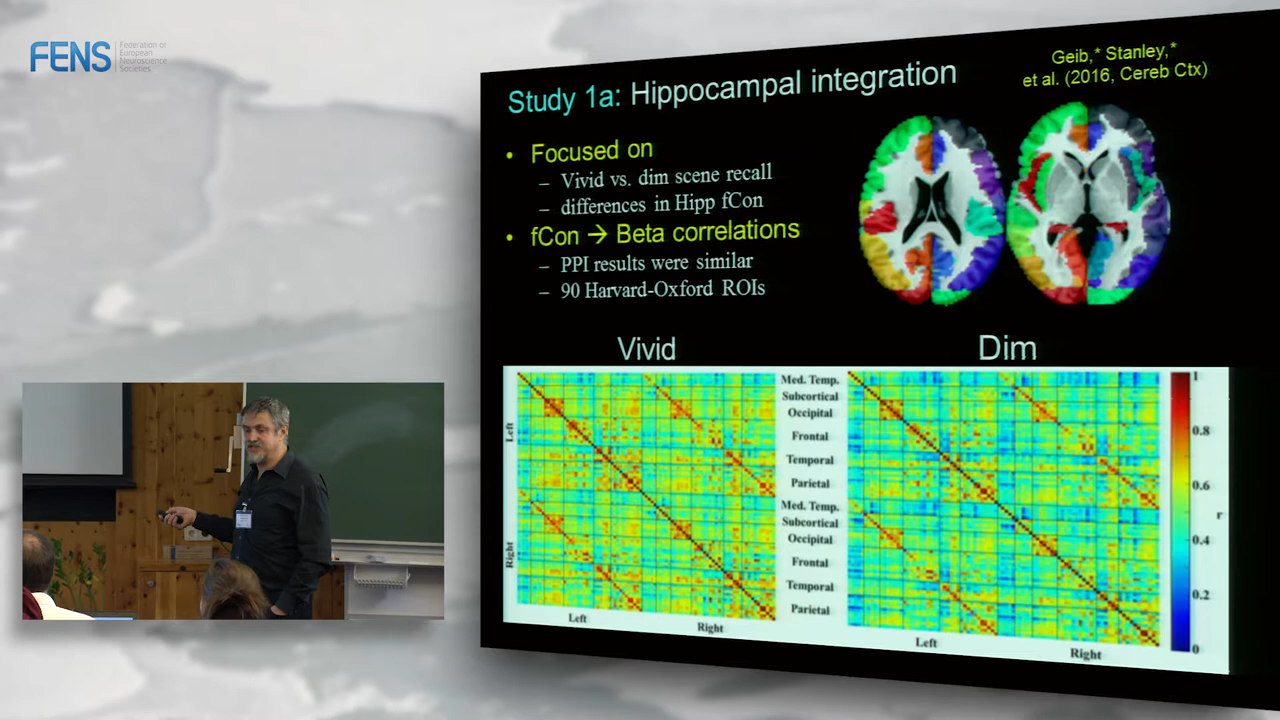 FENS
Federation of
European
Neuroscience
Societies
Study 1a: Hippocampal integration
Geib,* Stanley,*
et al. (2016, Cereb Ctx)
• Focused on
– Vivid vs. dim scene recall
– differences in Hipp fCon
• fCon → Beta correlations
– PPI results were similar
– 90 Harvard-Oxford ROIs
Vivid
Dim
Left
Right
Med. Temp.
Subcortical
Occipital
Frontal
Temporal
Parietal
Med. Temp.
Subcortical
Occipital
Frontal
Temporal
Parietal
Left
Right
Left
Right
1
0.8
0.6
0.4
0.2
0
r